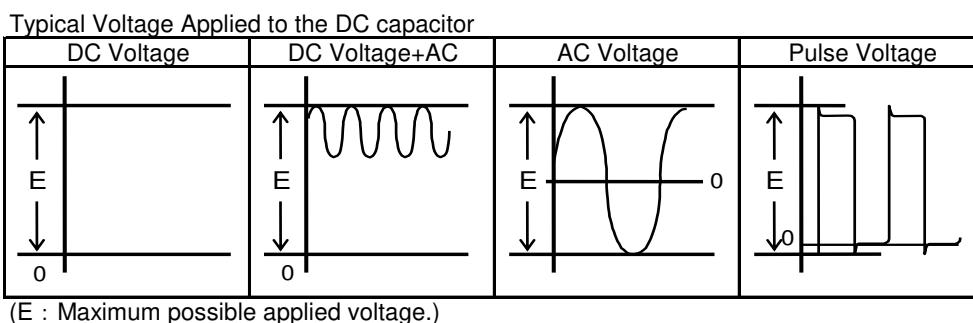 Typical Voltage Applied to the DC capacitor
DC Voltage DC Voltage+AC AC Voltage Pulse Voltage
E E E 0 E
0
0 0
(E : Maximum possible applied voltage.)